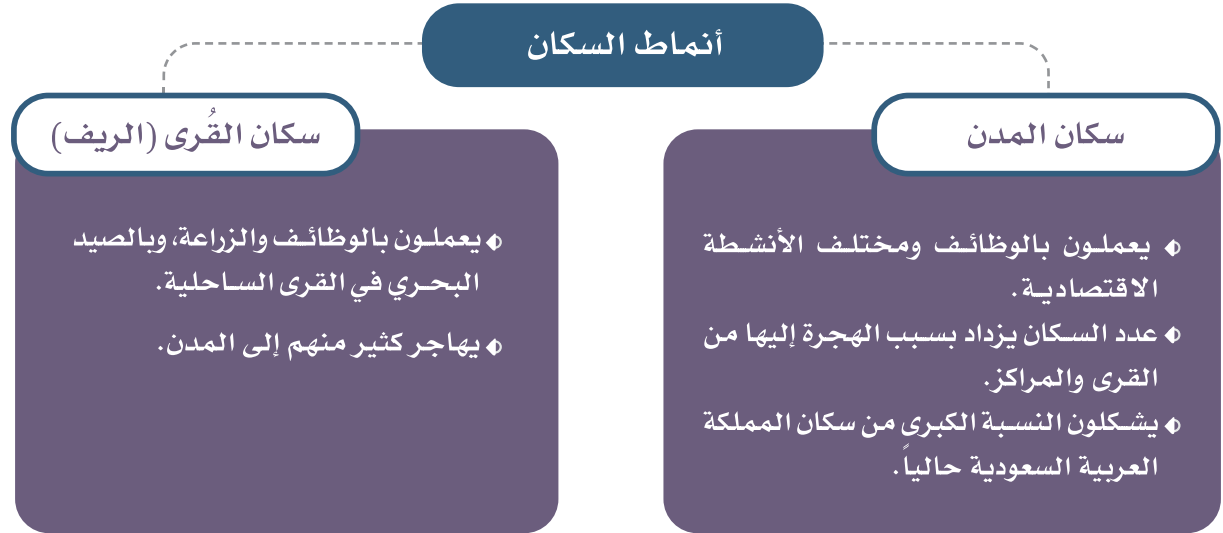 أنماط السكان
سكان المدن
يعملون بالوظائف ومختلف الأنشطة
الاقتصادية.
عدد السكان يزداد بسبب الهجرة إليها من
القرى والمراكز.
يشكلون النسبة الكبرى من سكان المملكة
العربية السعودية حالياً.
سكان القُرى (الريف)
يعملون بالوظائف والزراعة، وبالصيد
البحري في القرى الساحلية.
يهاجر كثير منهم إلى المدن.